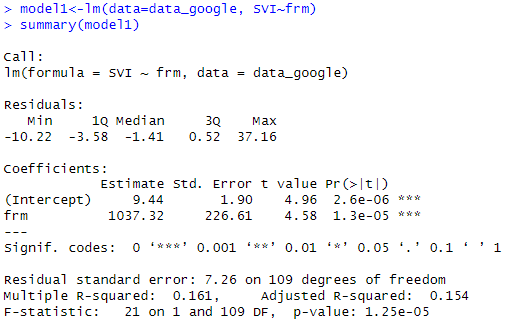 > model1<-lm(data=data_google, SVI~frm)
> summary(model1)
Call:
lm(formula = SVI ~ frm, data = data_google)
Residuals:
   Min     1Q Median     3Q    Max
-10.22  -3.58  -1.41   0.52  37.16
Coefficients:
            Estimate Std. Error t value Pr(>|t|)
(Intercept)     9.44       1.90    4.96  2.6e-06 ***
frm          1037.32     226.61    4.58  1.3e-05 ***
---
Signif. codes:  0 ‘***’ 0.001 ‘**’ 0.01 ‘*’ 0.05 ‘.’ 0.1 ‘ ’ 1
Residual standard error: 7.26 on 109 degrees of freedom
Multiple R-squared:  0.161,     Adjusted R-squared:  0.154
F-statistic:   21 on 1 and 109 DF,  p-value: 1.25e-05